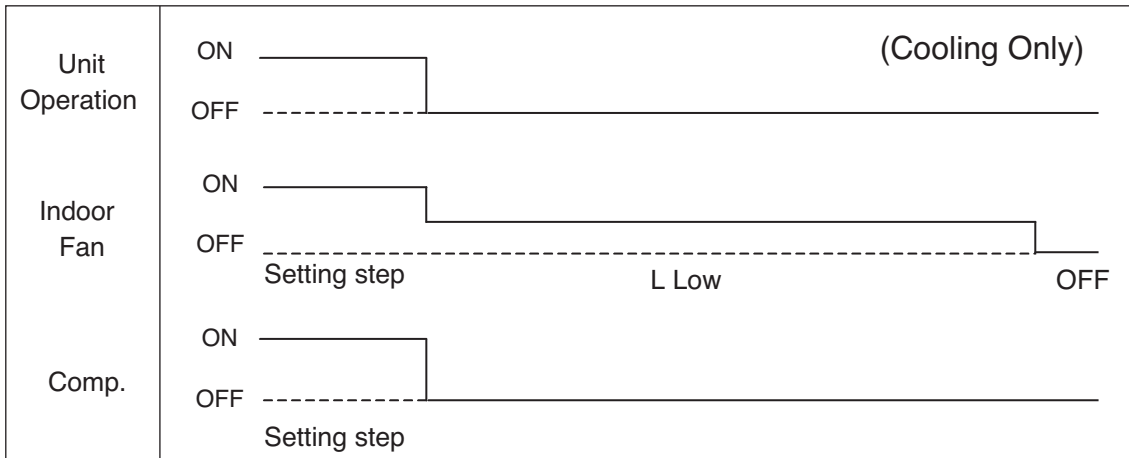 Unit
Operation
ON
(Cooling Only)
OFF
Indoor
Fan
ON
OFF
Setting step
L Low
OFF
Comp.
ON
OFF
Setting step